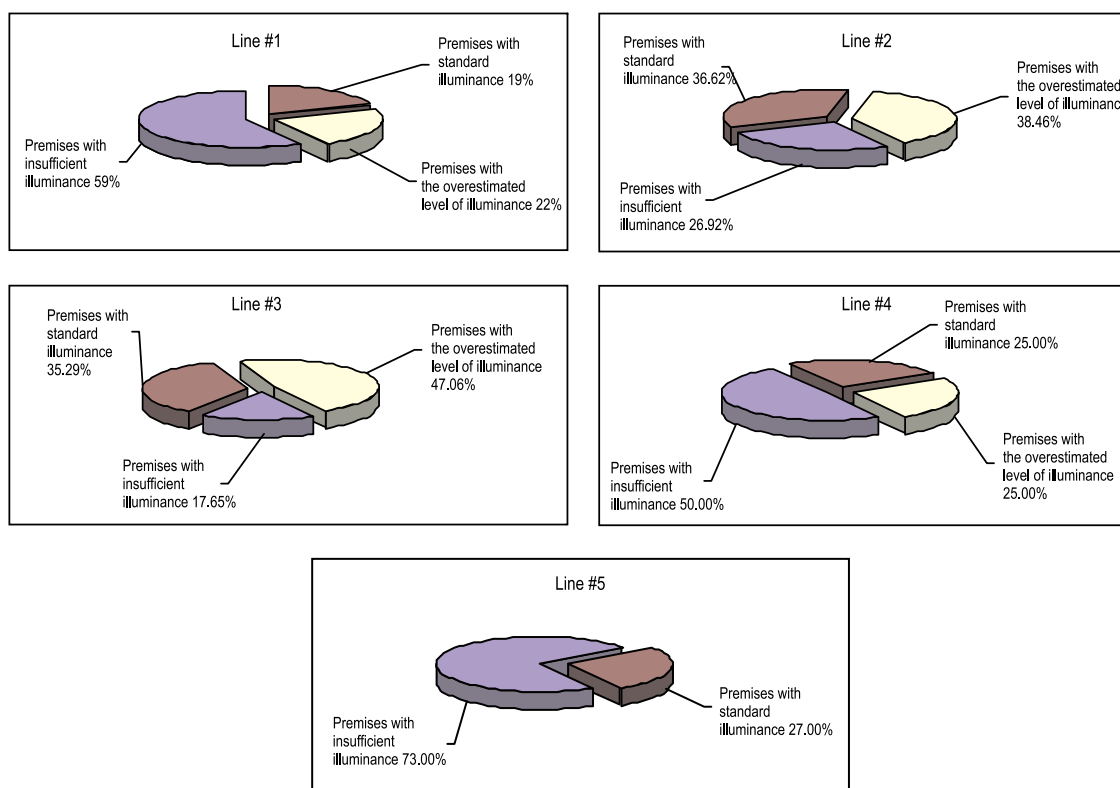 Line #1
Premises with
standard
illuminance 19%
Premises with
insufficient
illuminance 59%
Premises with
the overestimated
level of illuminance 22%
Line #2
Premises with
standard
illuminance 36.62%
Premises with
the overestimated
level of illuminanc
38.46%
Premises with
insufficient
illuminance 26.92%
Line #3
Premises with
standard
illuminance
35.29%
Premises with
the overestimated
level of illuminance
47.06%
Premises with
insufficient
illuminance 17.65%
Line #4
Premises with
standard
illuminance 25.00%
Premises with
insufficient
illuminance 50.00%
Premises with
the overestimated
level of illuminance
25.00%
Line #5
Premises with
insufficient
illuminance 73.00%
Premises with
standard
illuminance 27.00%